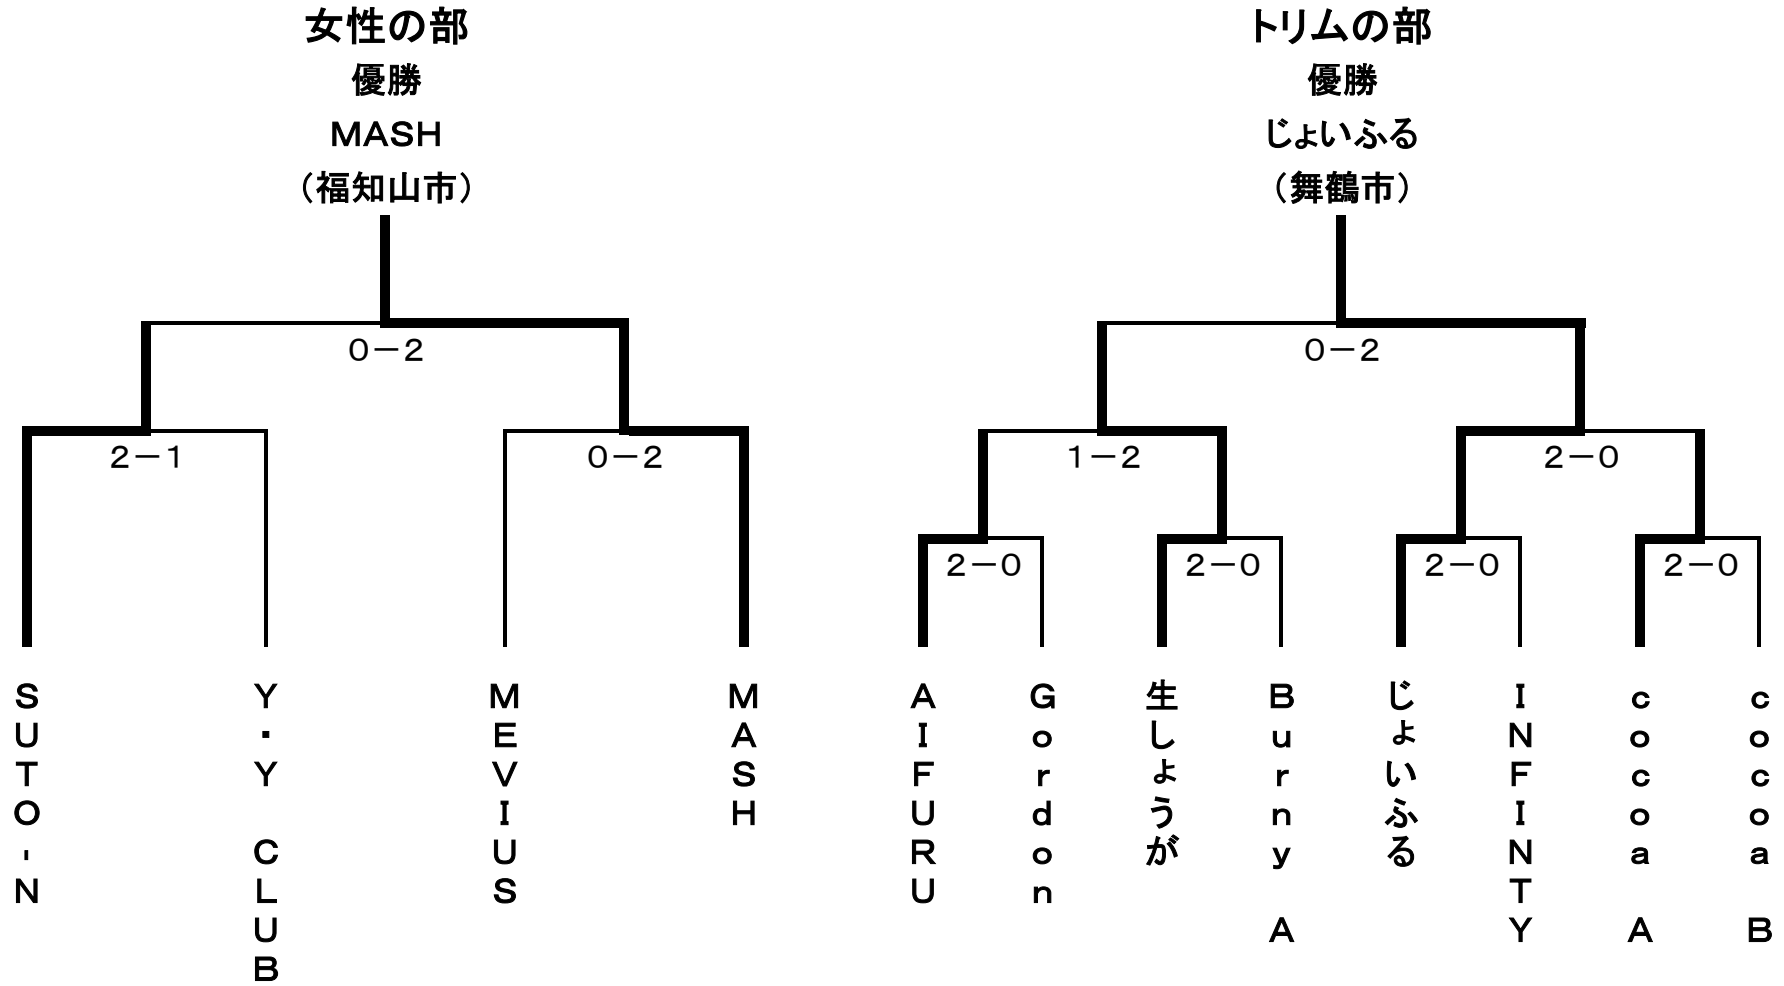 女性の部
優勝
MASH
（福知山市）
0－2
2－1
0－2
SUTO-N
Y・Y CLUB
MEVIUS
MASH
トリムの部
優勝
じょいふる
（舞鶴市）
0－2
1－2
2－0
2－0
2－0
2－0
2－0
AIFURU
Gordon
生しょうが
Burny A
じょいふる
INFINTY
cocoa A
cocoa B